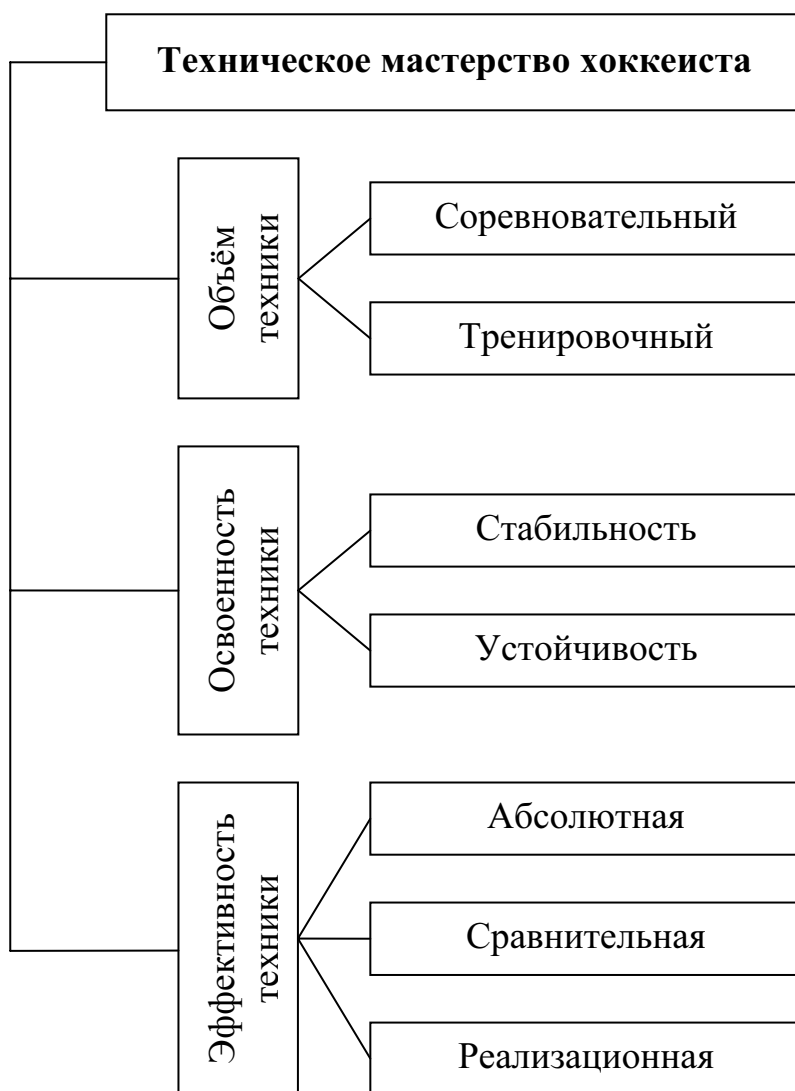 Техническое мастерство хоккеиста
Объём
техники
Соревновательный
Тренировочный
Освоенность
техники
Стабильность
Устойчивость
Эффективность
техники
Абсолютная
Сравнительная
Реализационная